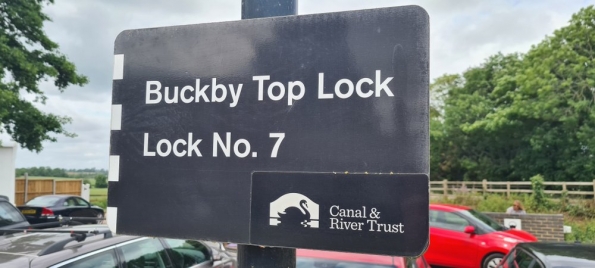 Buckby Top Lock
Lock No. 7
Canal &
River Trust